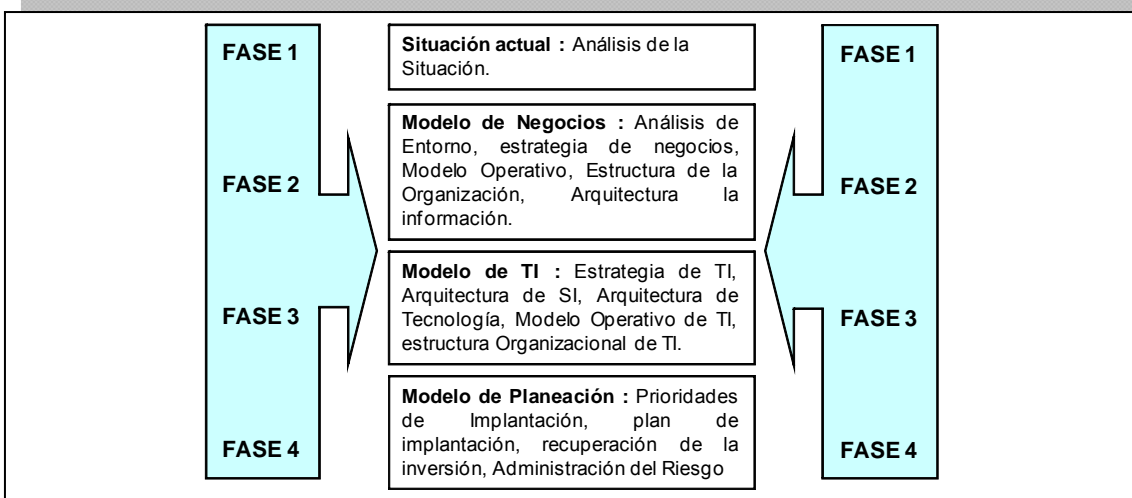 FASE 1
Situación actual : Análisis de la
Situación.
FASE 1
Modelo de Negocios : Análisis de
Entorno, estrategia de negocios,
Modelo Operativo, Estructura de la
Organización, Arquitectura la
información.
FASE 2
FASE 2
Modelo de TI : Estrategia de TI,
Arquitectura de SI, Arquitectura de
Tecnología, Modelo Operativo de TI,
estructura Organizacional de TI.
FASE 3
FASE 3
Modelo de Planeación : Prioridades
de Implantación, plan de
implantación, recuperación de la
inversión, Administración del Riesgo
FASE 4
FASE 4